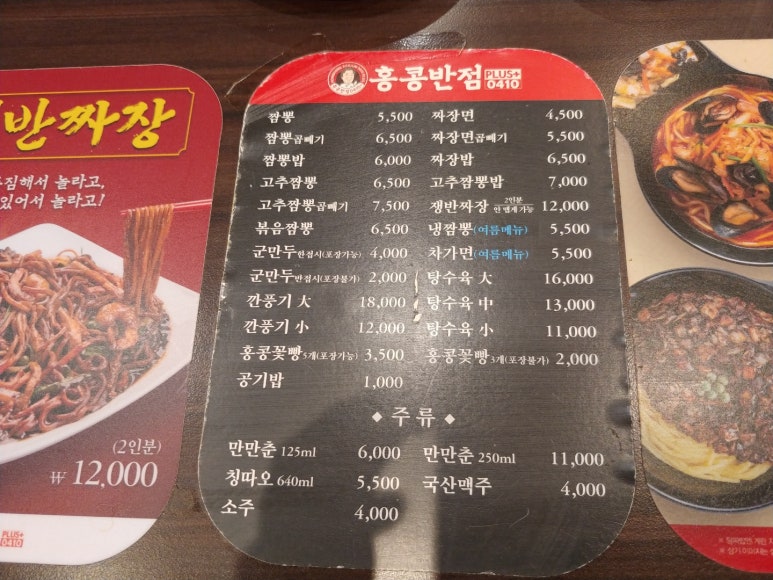 홍콩반점 PLUS+ 0410
짬뽕 5,500
짬뽕곱빼기 6,500
짬뽕밥 6,000
고추짬뽕 6,500
고추짬뽕곱빼기 7,500
볶음짬뽕 6,500
군만두한접시(포장가능) 4,000
군만두반접시(포장불가) 2,000
깐풍기 大 18,000
깐풍기 小 12,000
홍콩꽃빵5개(포장가능) 3,500
공기밥 1,000
짜장면 4,500
짜장면곱빼기 5,500
짜장밥 6,500
고추짬뽕밥 7,000
쟁반짜장 2인분 안 맵게 가능 12,000
냉짬뽕(여름메뉴) 5,500
차가면(여름메뉴) 5,500
탕수육 大 16,000
탕수육 中 13,000
탕수육 小 11,000
홍콩꽃빵3개(포장불가) 2,000
◆ 주류 ◆
만만춘 125ml 6,000
칭따오 640ml 5,500
소주 4,000
만만춘 250ml 11,000
국산맥주 4,000
반짜장
해서 놀라고,
있어서 놀라고!
(2인분)
₩ 12,000
PLUS+
0410